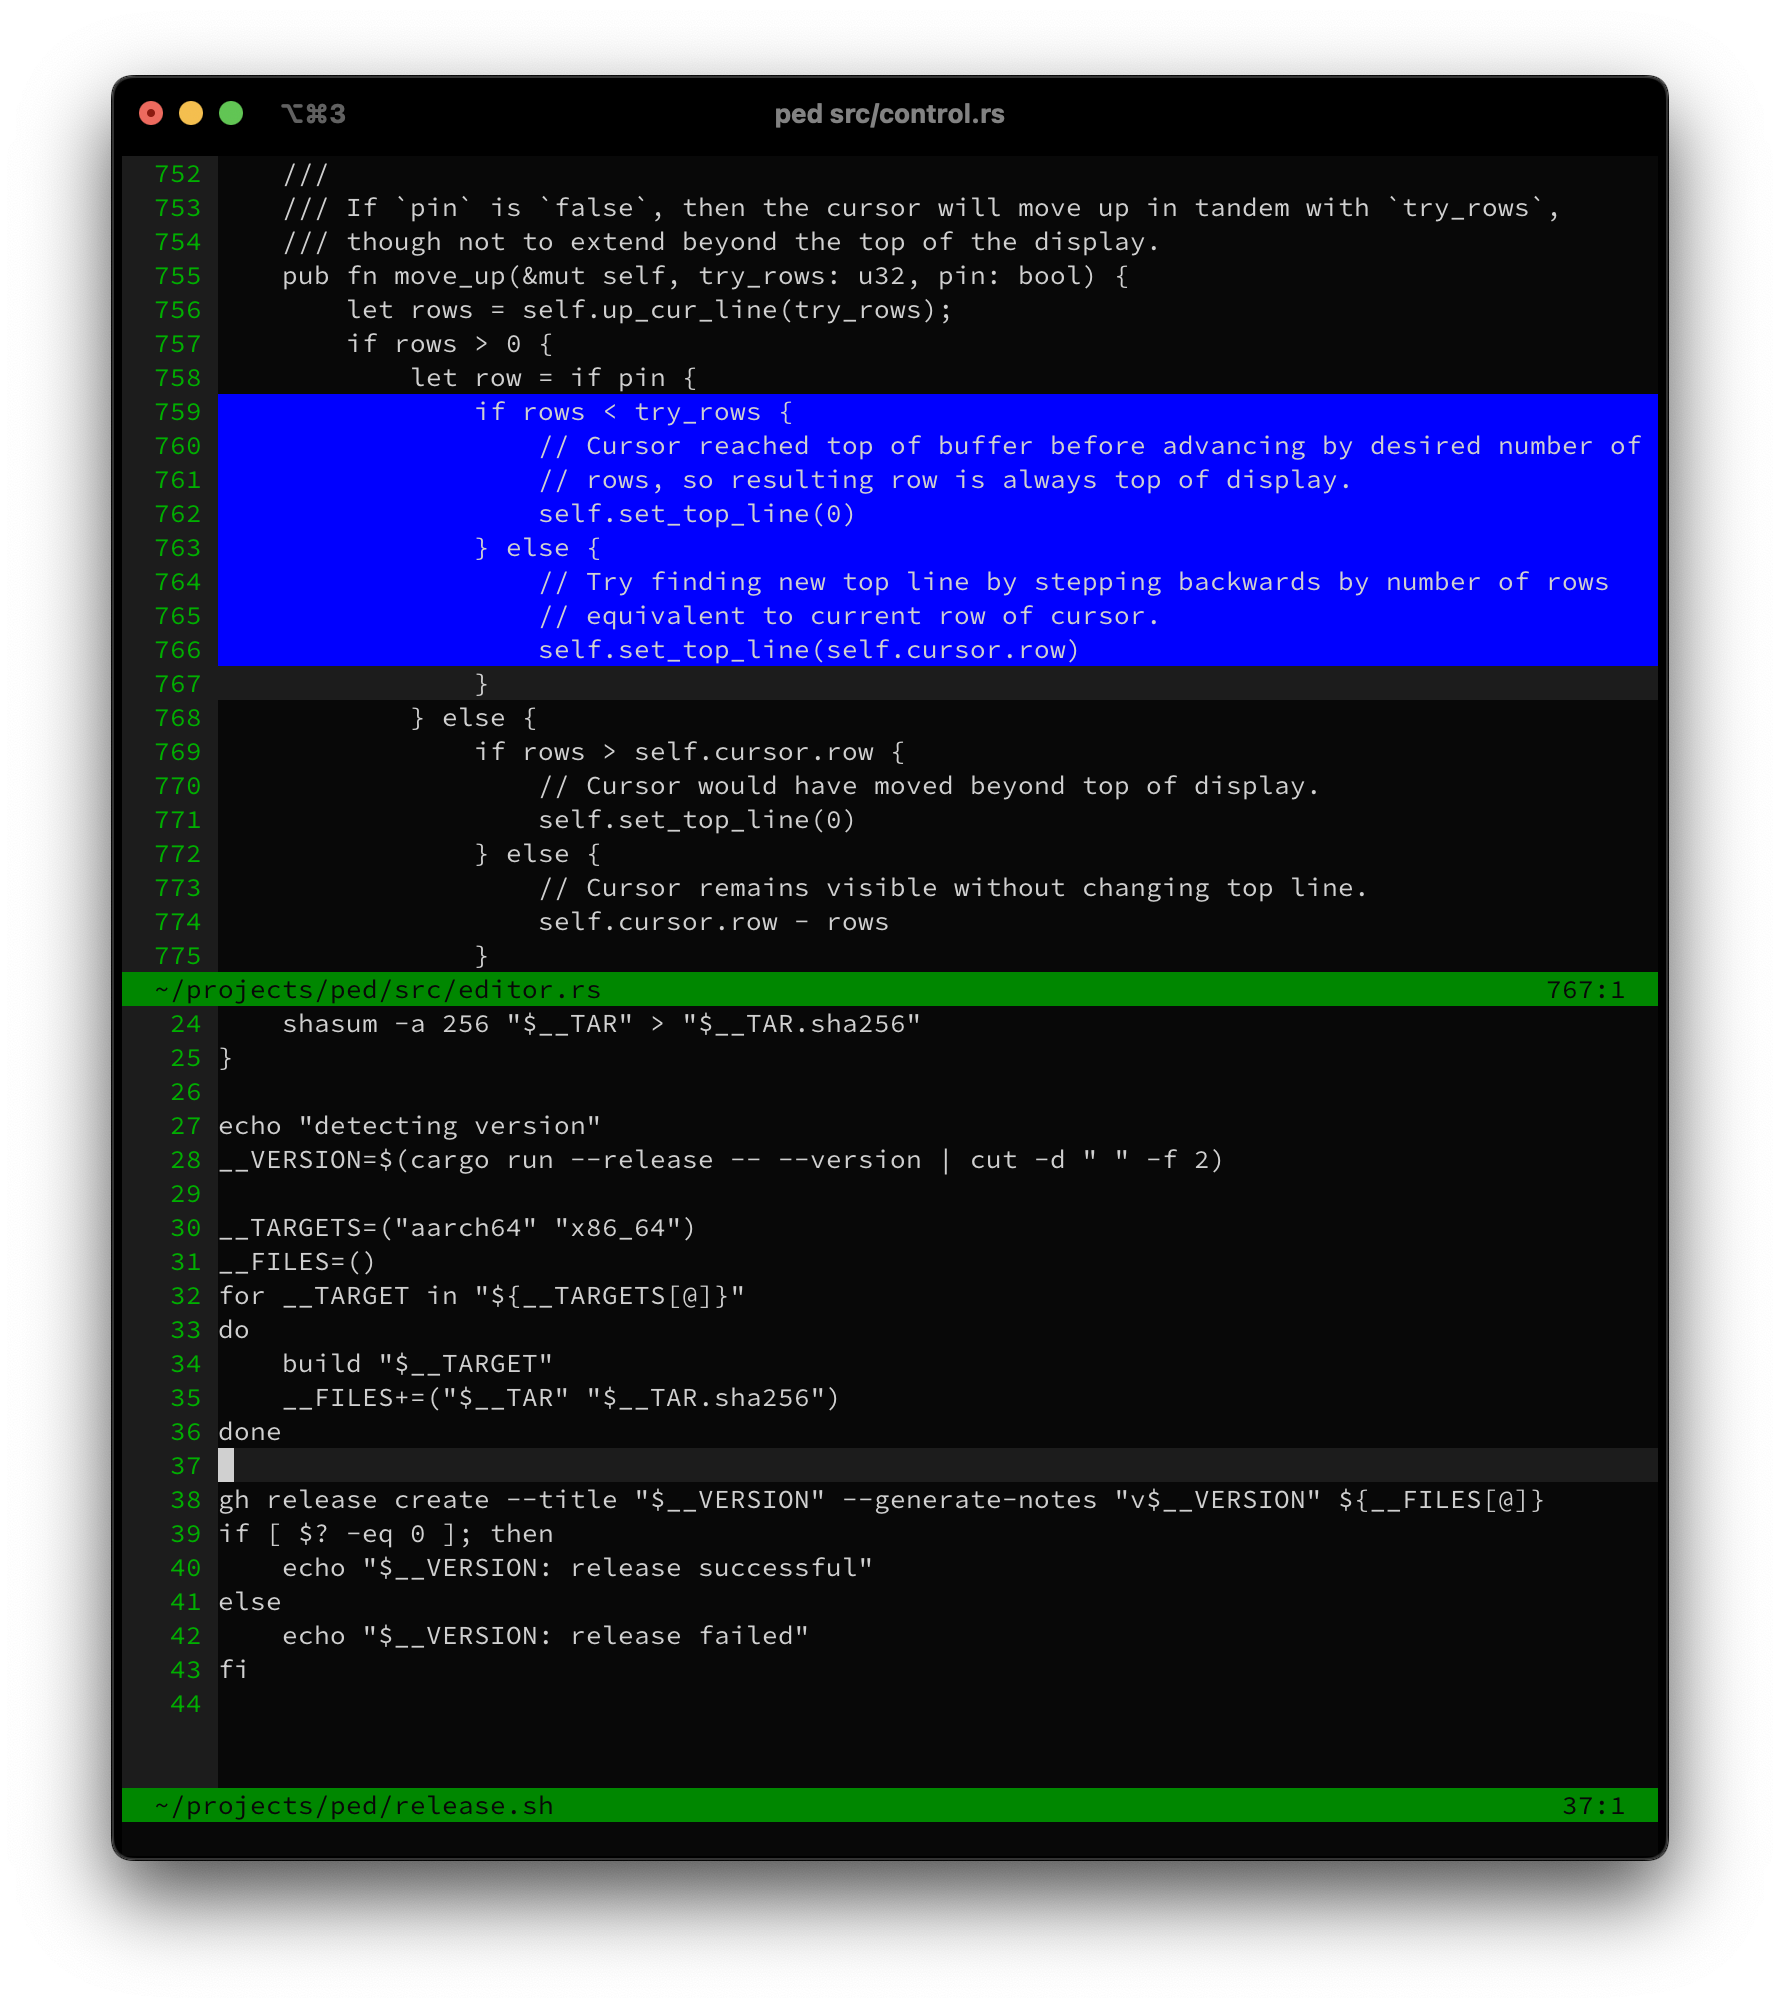 ⌥⌘3 ped src/control.rs
752     ///
753     /// If `pin` is `false`, then the cursor will move up in tandem with `try_rows`,
754     /// though not to extend beyond the top of the display.
755     pub fn move_up(&mut self, try_rows: u32, pin: bool) {
756         let rows = self.up_cur_line(try_rows);
757         if rows > 0 {
758             let row = if pin {
759                 if rows < try_rows {
760                     // Cursor reached top of buffer before advancing by desired number of
761                     // rows, so resulting row is always top of display.
762                     self.set_top_line(0)
763                 } else {
764                     // Try finding new top line by stepping backwards by number of rows
765                     // equivalent to current row of cursor.
766                     self.set_top_line(self.cursor.row)
767                 }
768             } else {
769                 if rows > self.cursor.row {
770                     // Cursor would have moved beyond top of display.
771                     self.set_top_line(0)
772                 } else {
773                     // Cursor remains visible without changing top line.
774                     self.cursor.row - rows
775                 }
~/projects/ped/src/editor.rs 767:1
24     shasum -a 256 "$__TAR" > "$__TAR.sha256"
25 }
26
27 echo "detecting version"
28 __VERSION=$(cargo run --release -- --version | cut -d " " -f 2)
29
30 __TARGETS=("aarch64" "x86_64")
31 __FILES=()
32 for __TARGET in "${__TARGETS[@]}"
33 do
34     build "$__TARGET"
35     __FILES+=("$__TAR" "$__TAR.sha256")
36 done
37
38 gh release create --title "$__VERSION" --generate-notes "v$__VERSION" ${__FILES[@]}
39 if [ $? -eq 0 ]; then
40     echo "$__VERSION: release successful"
41 else
42     echo "$__VERSION: release failed"
43 fi
44
~/projects/ped/release.sh 37:1